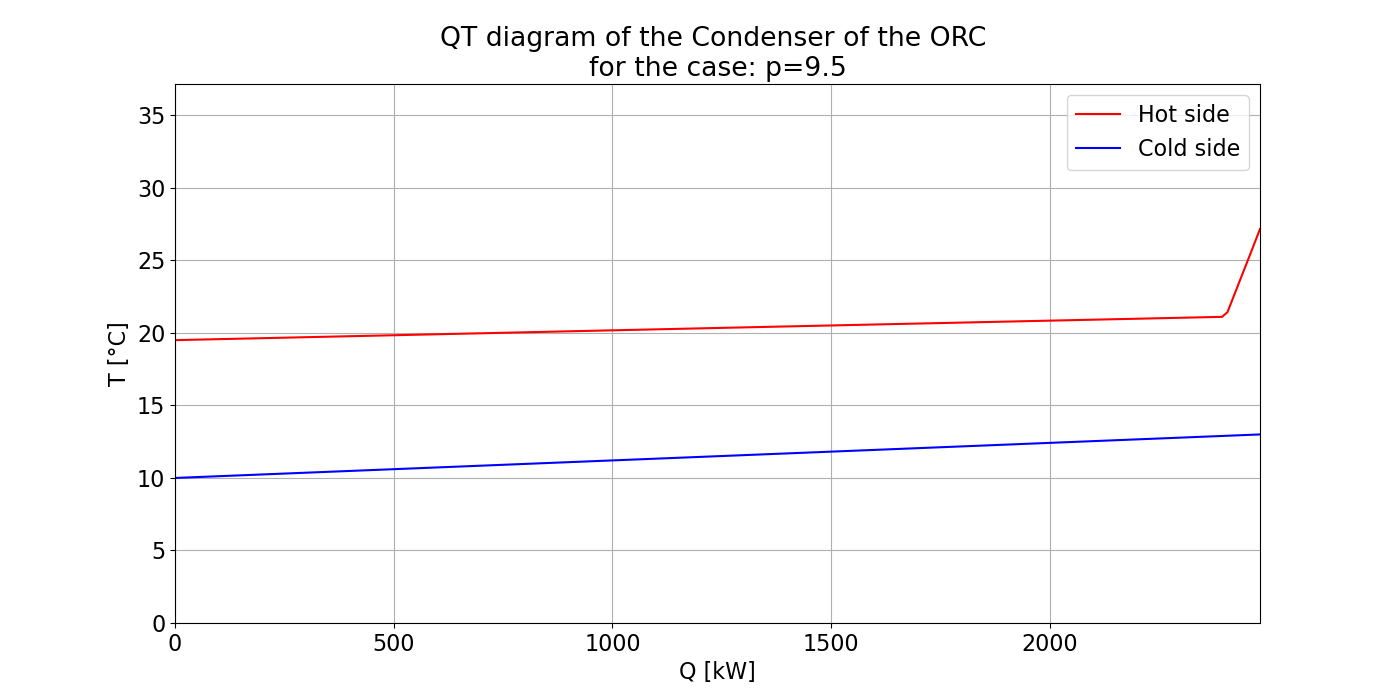 QT diagram of the Condenser of the ORC
for the case: p=9.5
Hot side
Cold side
35
30
25
20
15
10
5
0
T [°C]
0 500 1000 1500 2000
Q [kW]